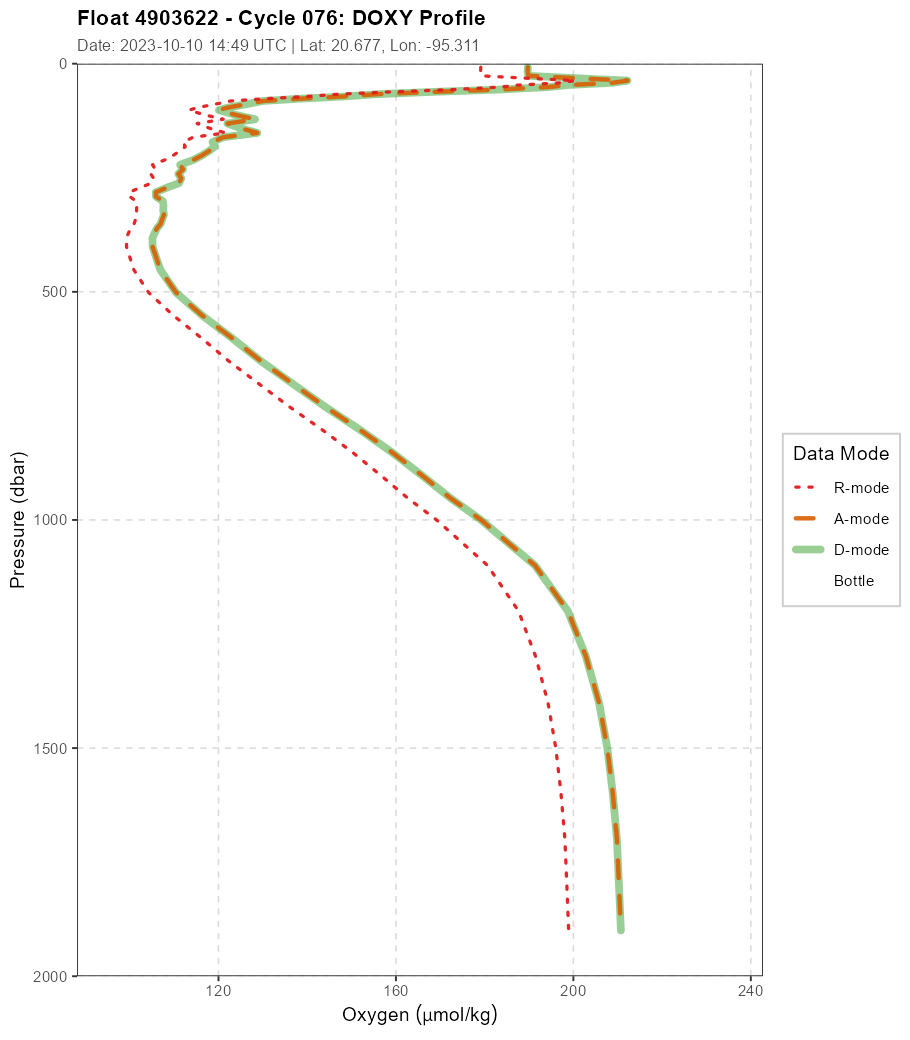 Float 4903622 - Cycle 076: DOXY Profile
Date: 2023-10-10 14:49 UTC | Lat: 20.677, Lon: -95.311
0
500
1000
1500
2000
Pressure (dbar)
120
160
200
240
Oxygen (μmol/kg)
Data Mode
R-mode
A-mode
D-mode
Bottle